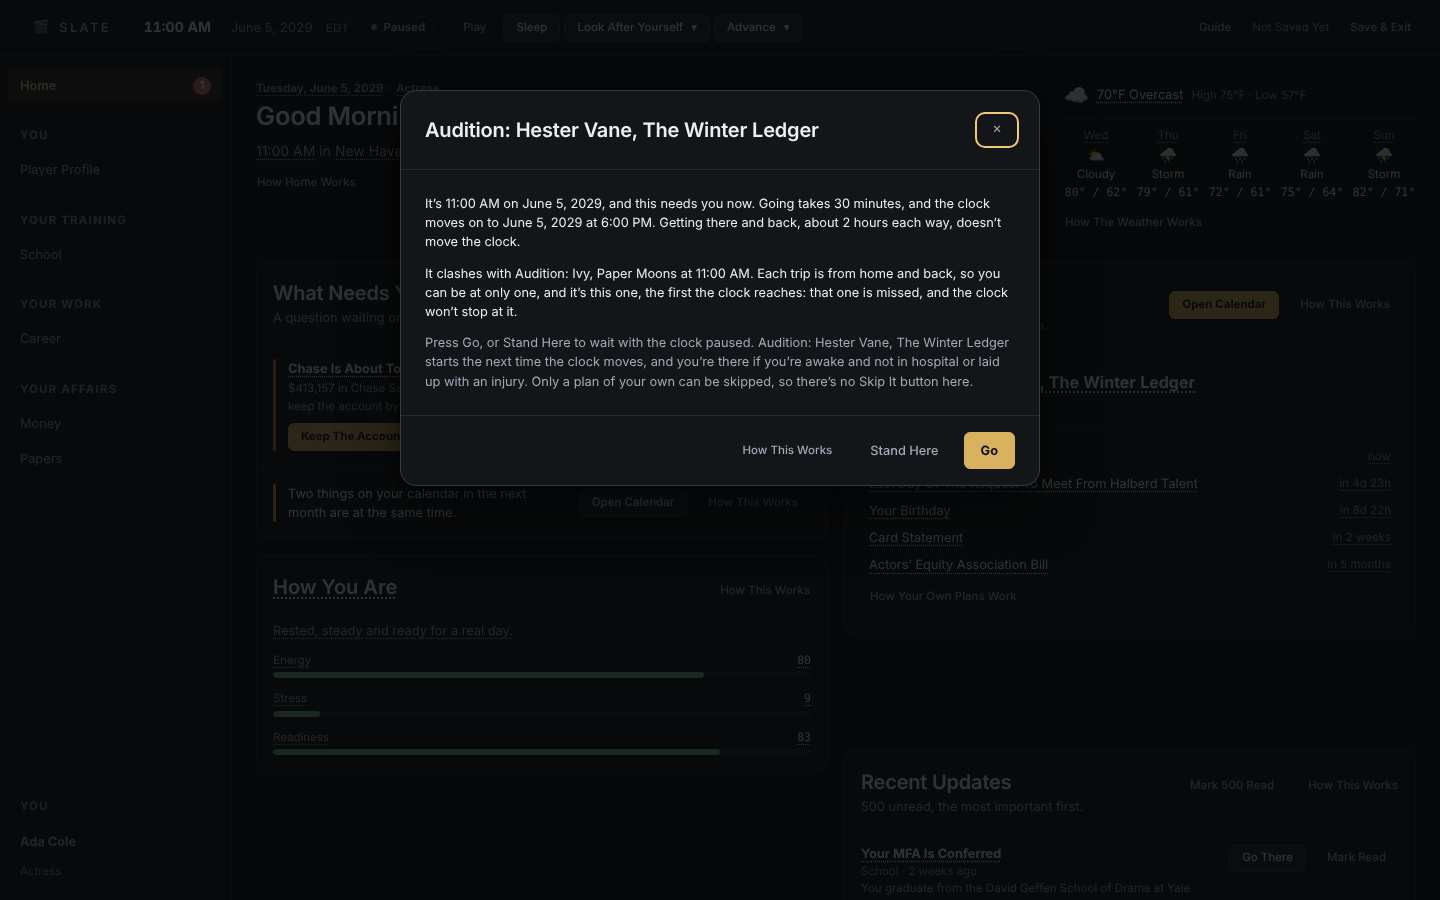 SLATE
11:00 AM
June 5, 2029
EDT
Paused
Play
Sleep
Look After Yourself
Advance
Guide
Not Saved Yet
Save & Exit
Home
YOU
Player Profile
YOUR TRAINING
School
YOUR WORK
Career
YOUR AFFAIRS
Money
Papers
YOU
Ada Cole
Actress
Tuesday, June 5, 2029 · Actress
Good Morni
11:00 AM in New Have
How Home Works
70°F Overcast
High 75°F · Low 57°F
Wed Thu Fri Sat Sun
Cloudy Storm Rain Rain Storm
80° / 62° 79° / 61° 72° / 61° 75° / 64° 82° / 71°
How The Weather Works
Audition: Hester Vane, The Winter Ledger
×
It’s 11:00 AM on June 5, 2029, and this needs you now. Going takes 30 minutes, and the clock
moves on to June 5, 2029 at 6:00 PM. Getting there and back, about 2 hours each way, doesn’t
move the clock.
It clashes with Audition: Ivy, Paper Moons at 11:00 AM. Each trip is from home and back, so you
can be at only one, and it’s this one, the first the clock reaches: that one is missed, and the clock
won’t stop at it.
Press Go, or Stand Here to wait with the clock paused. Audition: Hester Vane, The Winter Ledger
starts the next time the clock moves, and you’re there if you’re awake and not in hospital or laid
up with an injury. Only a plan of your own can be skipped, so there’s no Skip It button here.
How This Works
Stand Here
Go
What Needs Y
A question waiting o
Chase Is About To
$413,157 in Chase Sa
keep the account by
Keep The Accoun
Two things on your calendar in the next
month are at the same time.
Open Calendar
How This Works
How You Are
How This Works
Rested, steady and ready for a real day.
Energy 80
Stress 9
Readiness 83
Open Calendar
How This Works
, The Winter Ledger
now
Meet From Halberd Talent in 4d 23h
Your Birthday in 8d 22h
Card Statement in 2 weeks
Actors’ Equity Association Bill in 5 months
How Your Own Plans Work
Recent Updates
Mark 500 Read
How This Works
500 unread, the most important first.
Your MFA Is Conferred
Go There
Mark Read
School · 2 weeks ago
You graduate from the David Geffen School of Drama at Yale